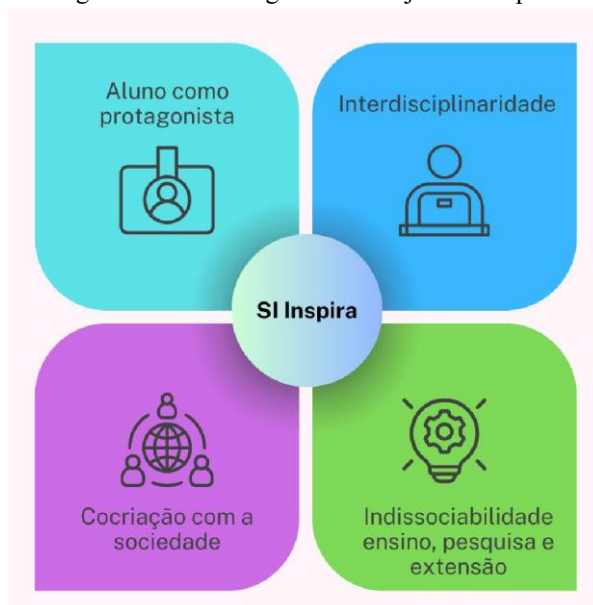 Aluno como
protagonista
Interdisciplinaridade
SI Inspira
Cocriação com a
sociedade
Indissociabilidade
ensino, pesquisa e
extensão